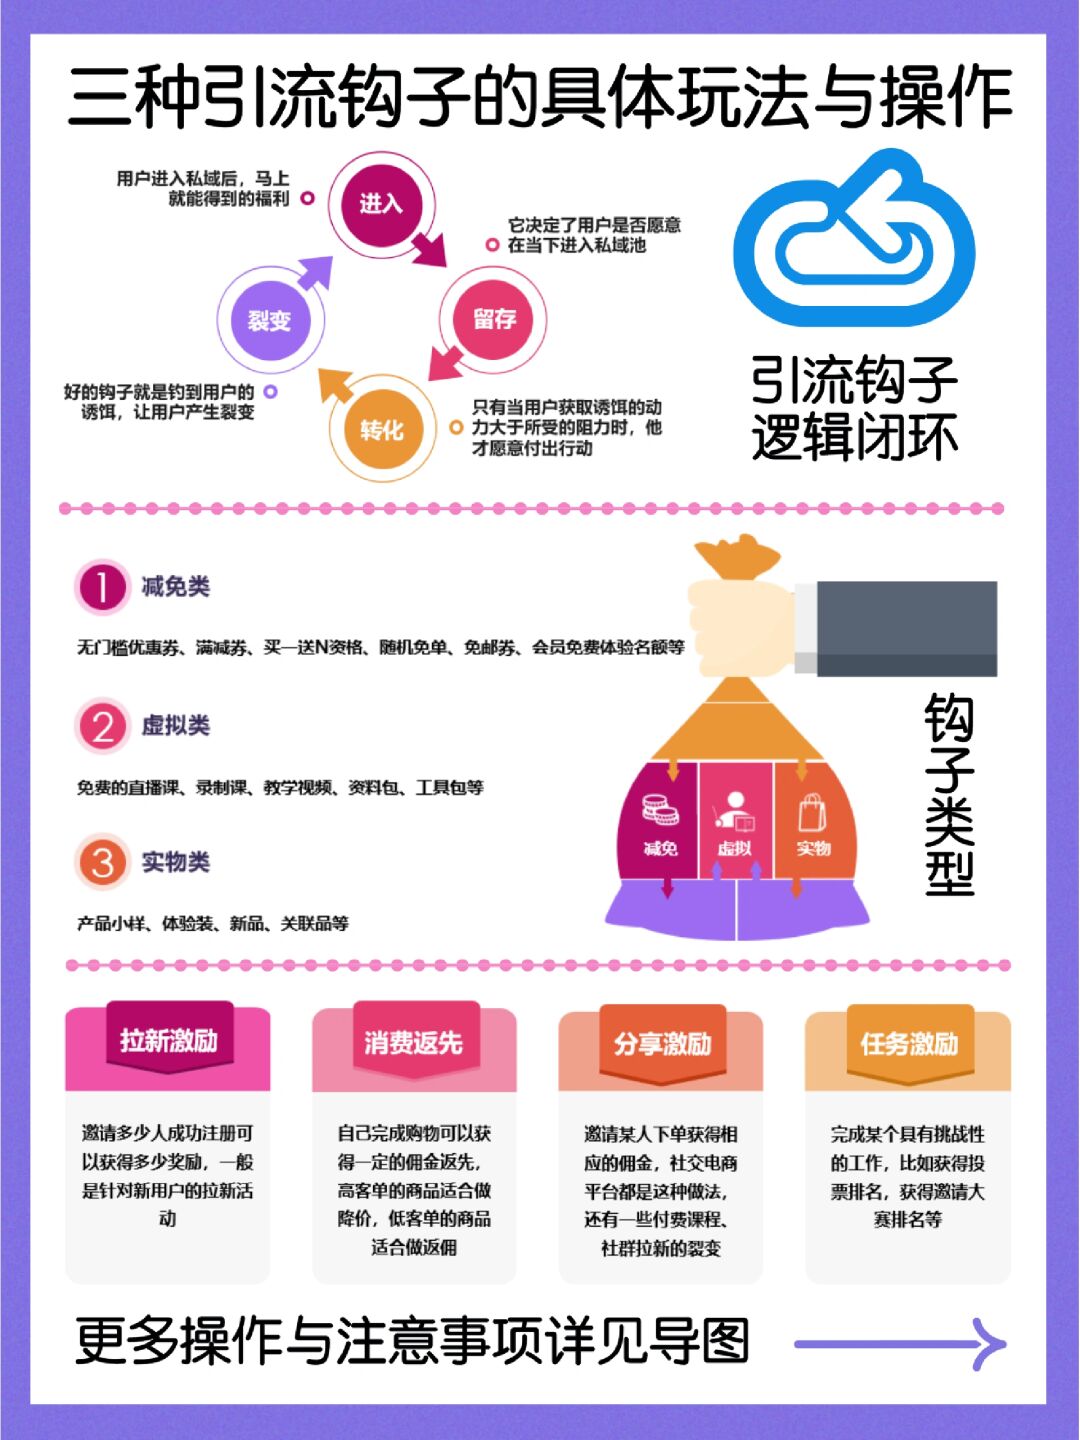 三种引流钩子的具体玩法与操作
用户进入私域后，马上
就能得到的福利
进入
它决定了用户是否愿意
在当下进入私域池
裂变
留存
好的钩子就是钓到用户的
诱饵，让用户产生裂变
转化
只有当用户获取诱饵的动
力大于所受的阻力时，他
才愿意付出行动
引流钩子
逻辑闭环
1 减免类
无门槛优惠券、满减券、买一送N资格、随机免单、免邮券、会员免费体验名额等
2 虚拟类
免费的直播课、录制课、教学视频、资料包、工具包等
3 实物类
产品小样、体验装、新品、关联品等
减免
虚拟
实物
钩子类型
拉新激励
邀请多少人成功注册可
以获得多少奖励，一般
是针对新用户的拉新活
动
消费返先
自己完成购物可以获
得一定的佣金返先，
高客单的商品适合做
降价，低客单的商品
适合做返佣
分享激励
邀请某人下单获得相
应的佣金，社交电商
平台都是这种做法，
还有一些付费课程、
社群拉新的裂变
任务激励
完成某个具有挑战性
的工作，比如获得投
票排名，获得邀请大
赛排名等
更多操作与注意事项详见导图